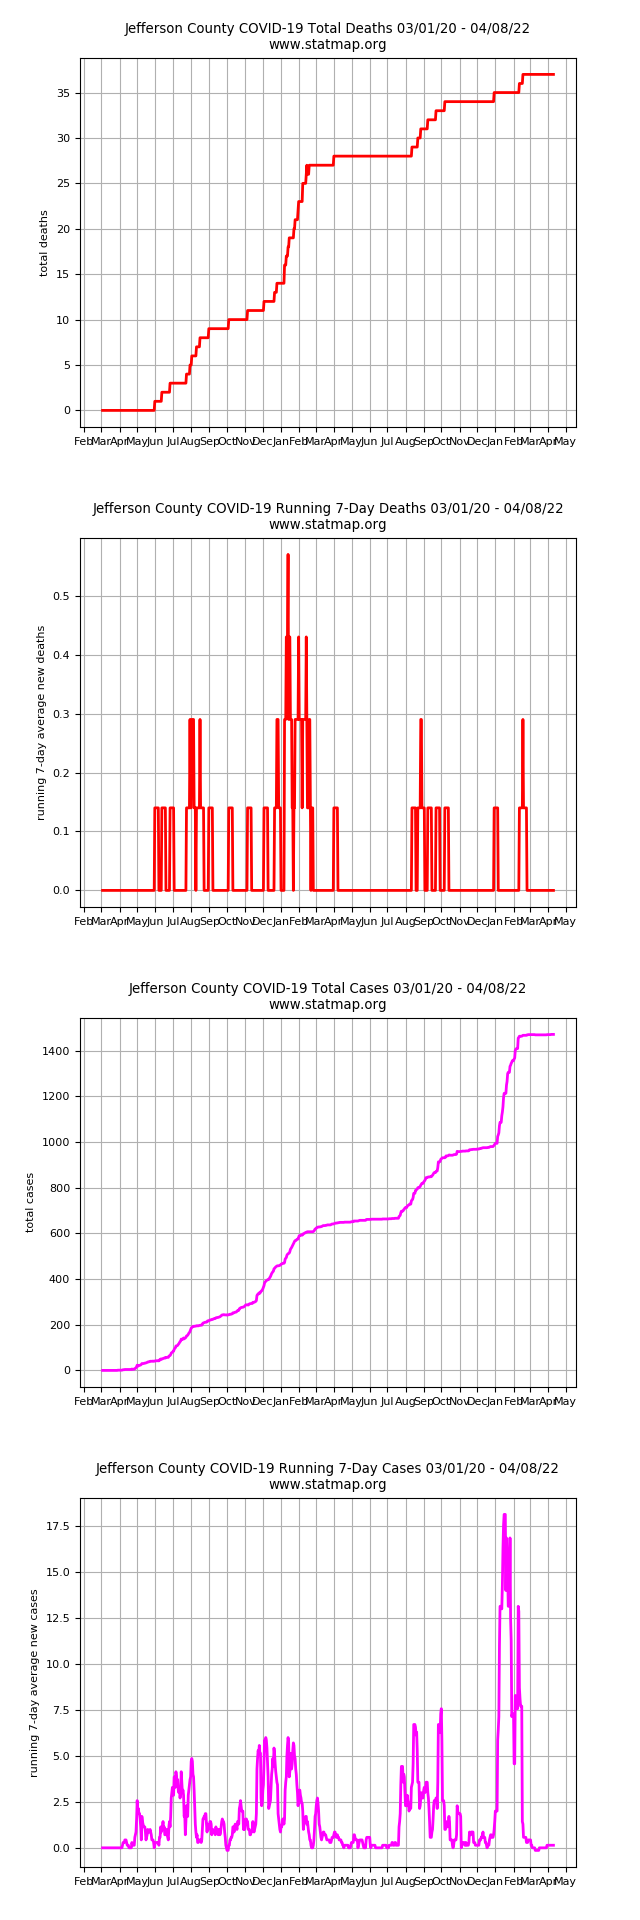 Jefferson County COVID-19 Total Deaths 03/01/20 - 04/08/22
www.statmap.org
35
30
25
20
15
10
5
0
total deaths
Feb Mar Apr May Jun Jul Aug Sep Oct Nov Dec Jan Feb Mar Apr May Jun Jul Aug Sep Oct Nov Dec Jan Feb Mar Apr May
Jefferson County COVID-19 Running 7-Day Deaths 03/01/20 - 04/08/22
www.statmap.org
0.5
0.4
0.3
0.2
0.1
0.0
running 7-day average new deaths
Feb Mar Apr May Jun Jul Aug Sep Oct Nov Dec Jan Feb Mar Apr May Jun Jul Aug Sep Oct Nov Dec Jan Feb Mar Apr May
Jefferson County COVID-19 Total Cases 03/01/20 - 04/08/22
www.statmap.org
1400
1200
1000
800
600
400
200
0
total cases
Feb Mar Apr May Jun Jul Aug Sep Oct Nov Dec Jan Feb Mar Apr May Jun Jul Aug Sep Oct Nov Dec Jan Feb Mar Apr May
Jefferson County COVID-19 Running 7-Day Cases 03/01/20 - 04/08/22
www.statmap.org
17.5
15.0
12.5
10.0
7.5
5.0
2.5
0.0
running 7-day average new cases
Feb Mar Apr May Jun Jul Aug Sep Oct Nov Dec Jan Feb Mar Apr May Jun Jul Aug Sep Oct Nov Dec Jan Feb Mar Apr May